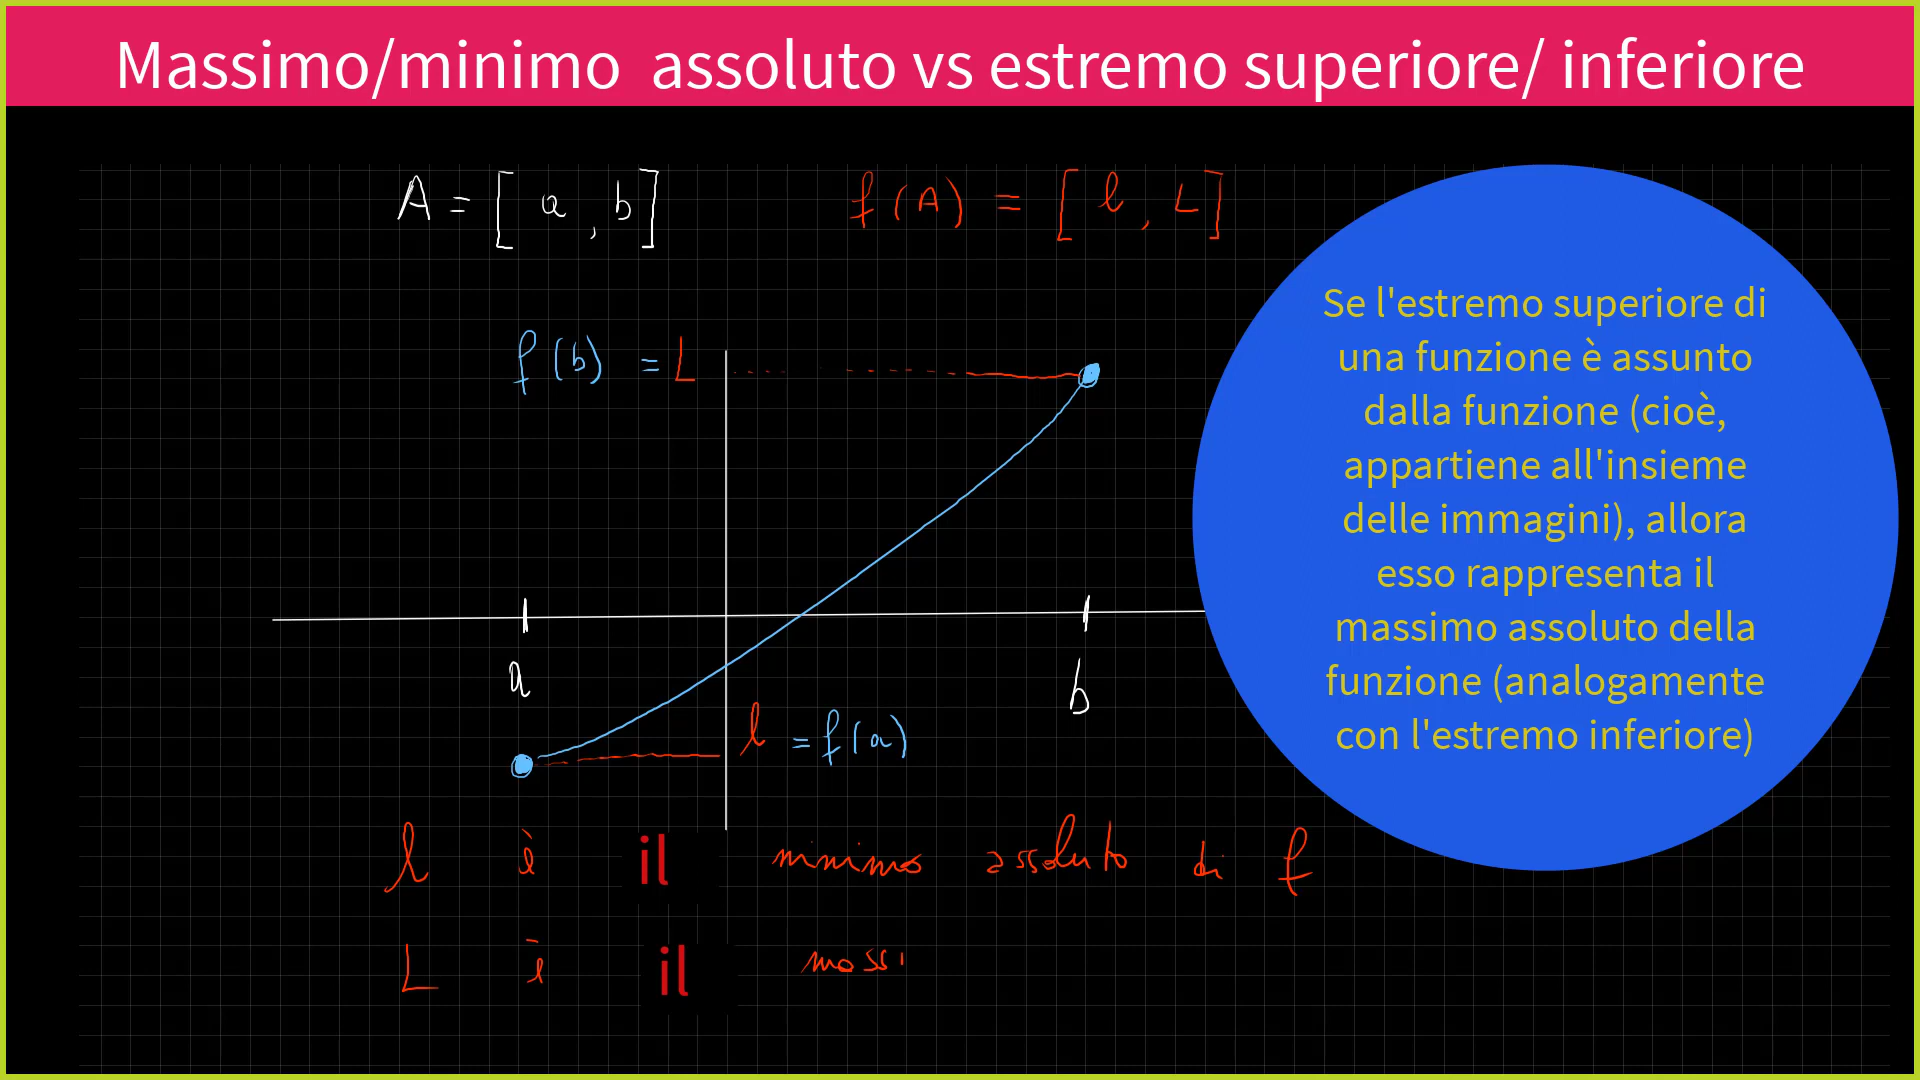 Massimo/minimo assoluto vs estremo superiore/ inferiore
A = [ a , b ]
f (A) = [ l , L ]
f (b) = L
a
b
l = f(a)
l è il minimo assoluto di f
L è il massi
Se l'estremo superiore di
una funzione è assunto
dalla funzione (cioè,
appartiene all'insieme
delle immagini), allora
esso rappresenta il
massimo assoluto della
funzione (analogamente
con l'estremo inferiore)